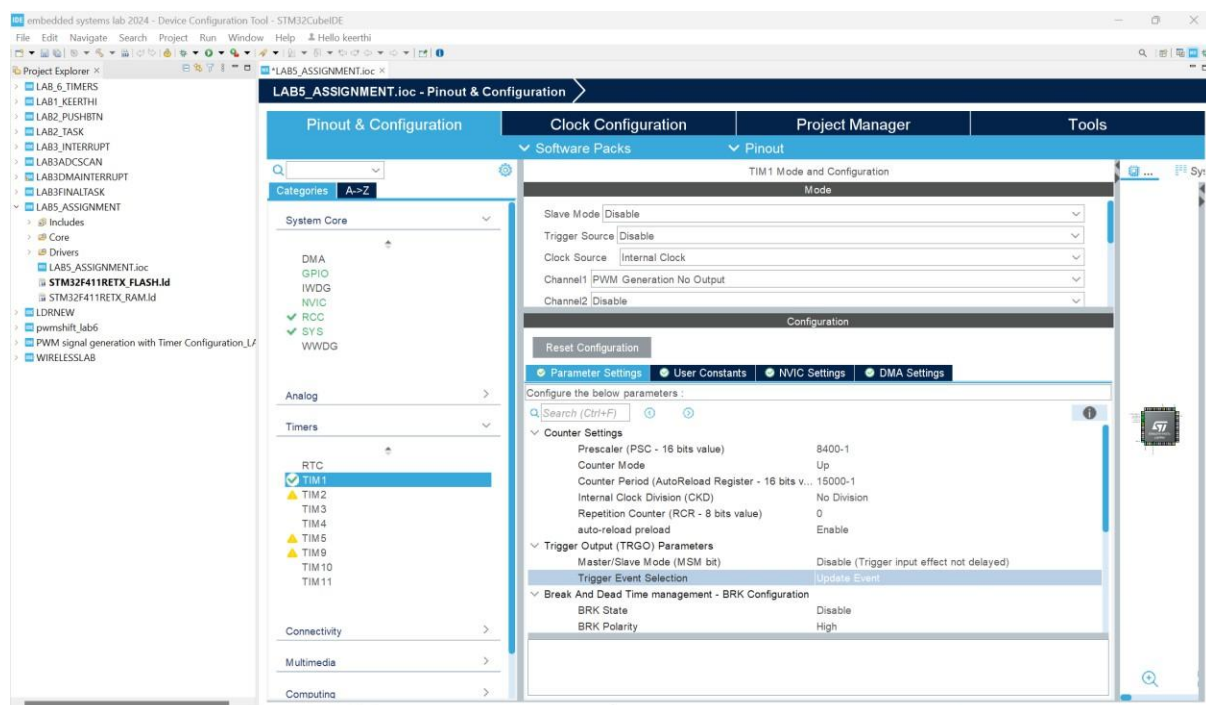 IDE embedded systems lab 2024 - Device Configuration Tool - STM32CubeIDE
File Edit Navigate Search Project Run Window Help Hello keerthi
Project Explorer ×
*LAB5_ASSIGNMENT.ioc ×
LAB_6_TIMERS
LAB1_KEERTHI
LAB2_PUSHBTN
LAB2_TASK
LAB3_INTERRUPT
LAB3ADCSCAN
LAB3DMAINTERRUPT
LAB3FINALTASK
LAB5_ASSIGNMENT
Includes
Core
Drivers
LAB5_ASSIGNMENT.ioc
STM32F411RETX_FLASH.ld
STM32F411RETX_RAM.ld
LDRNEW
pwmshift_lab6
PWM signal generation with Timer Configuration_LA
WIRELESSLAB
LAB5_ASSIGNMENT.ioc - Pinout & Configuration
Pinout & Configuration
Clock Configuration
Project Manager
Tools
Software Packs
Pinout
Categories A->Z
System Core
DMA
GPIO
IWDG
NVIC
RCC
SYS
WWDG
Analog
Timers
RTC
TIM1
TIM2
TIM3
TIM4
TIM5
TIM9
TIM10
TIM11
Connectivity
Multimedia
Computing
TIM1 Mode and Configuration
Mode
Slave Mode Disable
Trigger Source Disable
Clock Source Internal Clock
Channel1 PWM Generation No Output
Channel2 Disable
Configuration
Reset Configuration
Parameter Settings User Constants NVIC Settings DMA Settings
Configure the below parameters :
Search (Ctrl+F)
Counter Settings
Prescaler (PSC - 16 bits value) 8400-1
Counter Mode Up
Counter Period (AutoReload Register - 16 bits v... 15000-1
Internal Clock Division (CKD) No Division
Repetition Counter (RCR - 8 bits value) 0
auto-reload preload Enable
Trigger Output (TRGO) Parameters
Master/Slave Mode (MSM bit) Disable (Trigger input effect not delayed)
Trigger Event Selection Update Event
Break And Dead Time management - BRK Configuration
BRK State Disable
BRK Polarity High
... Sys